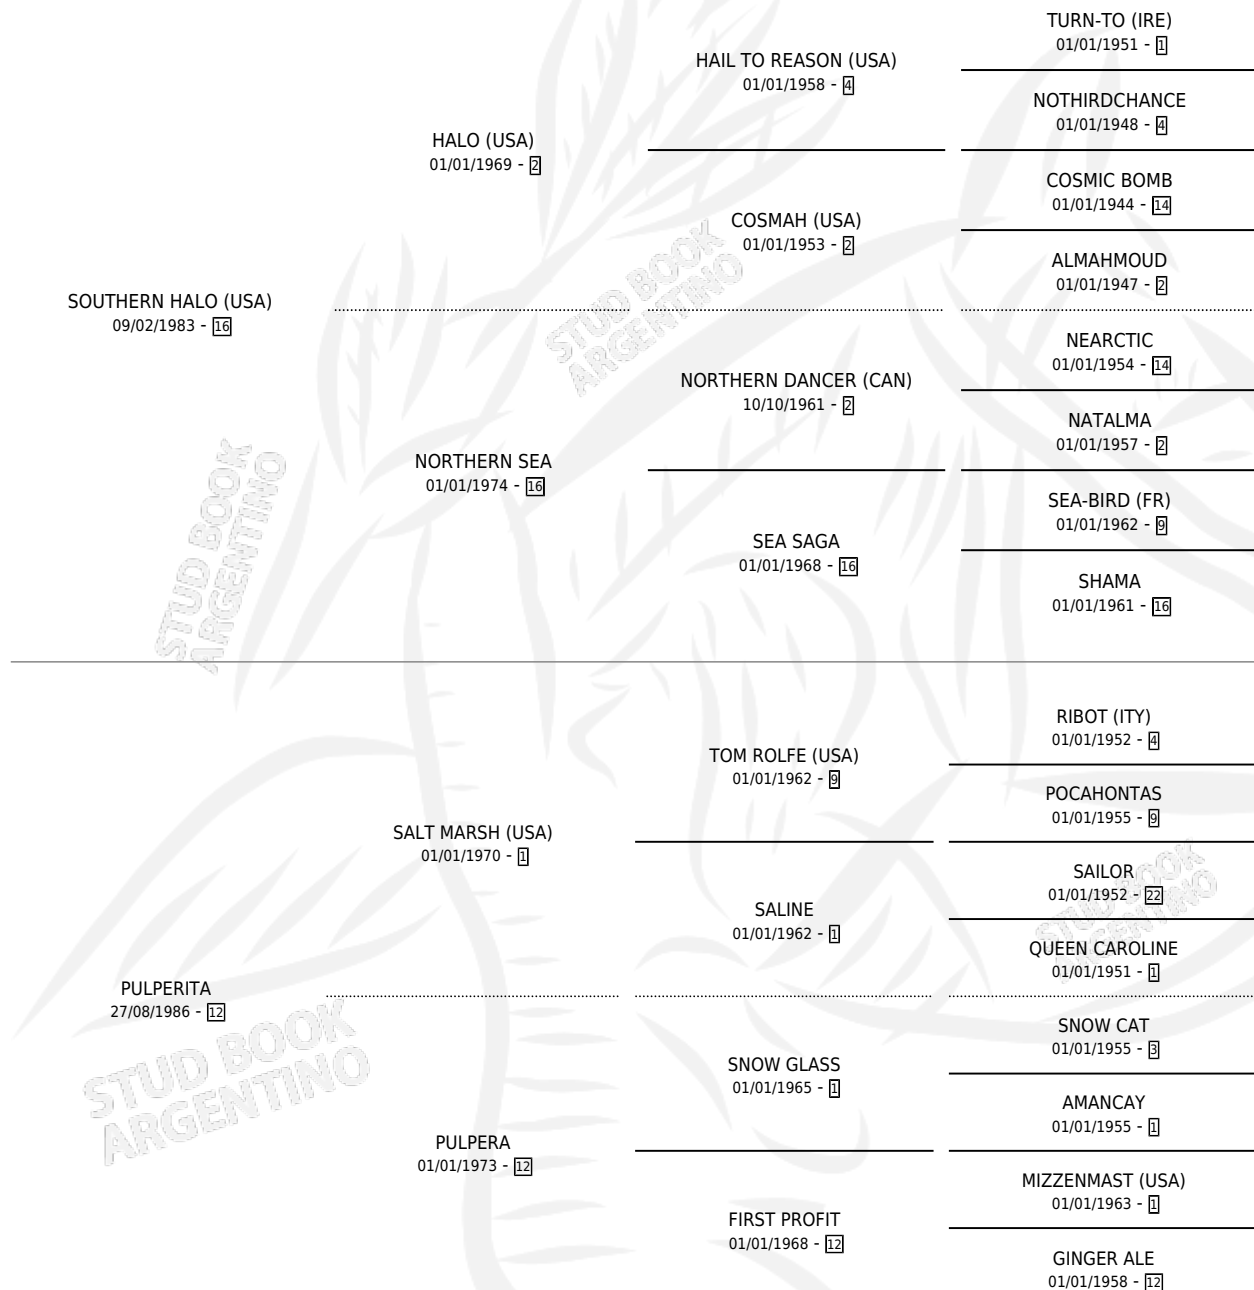 TURN-TO (IRE)
01/01/1951 - 1
HAIL TO REASON (USA)
01/01/1958 - 4
NOTHIRDCHANCE
01/01/1948 - 4
HALO (USA)
01/01/1969 - 2
COSMIC BOMB
01/01/1944 - 14
COSMAH (USA)
01/01/1953 - 2
ALMAHMOUD
01/01/1947 - 2
SOUTHERN HALO (USA)
09/02/1983 - 16
STUD BOOK
ARGENTINO
NEARCTIC
01/01/1954 - 14
NORTHERN DANCER (CAN)
10/10/1961 - 2
NATALMA
01/01/1957 - 2
NORTHERN SEA
01/01/1974 - 16
SEA-BIRD (FR)
01/01/1962 - 9
SEA SAGA
01/01/1968 - 16
SHAMA
01/01/1961 - 16
STUD BOOK
ARGENTINO
RIBOT (ITY)
01/01/1952 - 4
TOM ROLFE (USA)
01/01/1962 - 9
POCAHONTAS
01/01/1955 - 9
SALT MARSH (USA)
01/01/1970 - 1
SAILOR
01/01/1952 - 22
SALINE
01/01/1962 - 1
STUD BOOK
ARGENTINO
QUEEN CAROLINE
01/01/1951 - 1
PULPERITA
27/08/1986 - 12
STUD BOOK
ARGENTINO
SNOW CAT
01/01/1955 - 3
SNOW GLASS
01/01/1965 - 1
AMANCAY
01/01/1955 - 1
PULPERA
01/01/1973 - 12
MIZZENMAST (USA)
01/01/1963 - 1
FIRST PROFIT
01/01/1968 - 12
GINGER ALE
01/01/1958 - 12